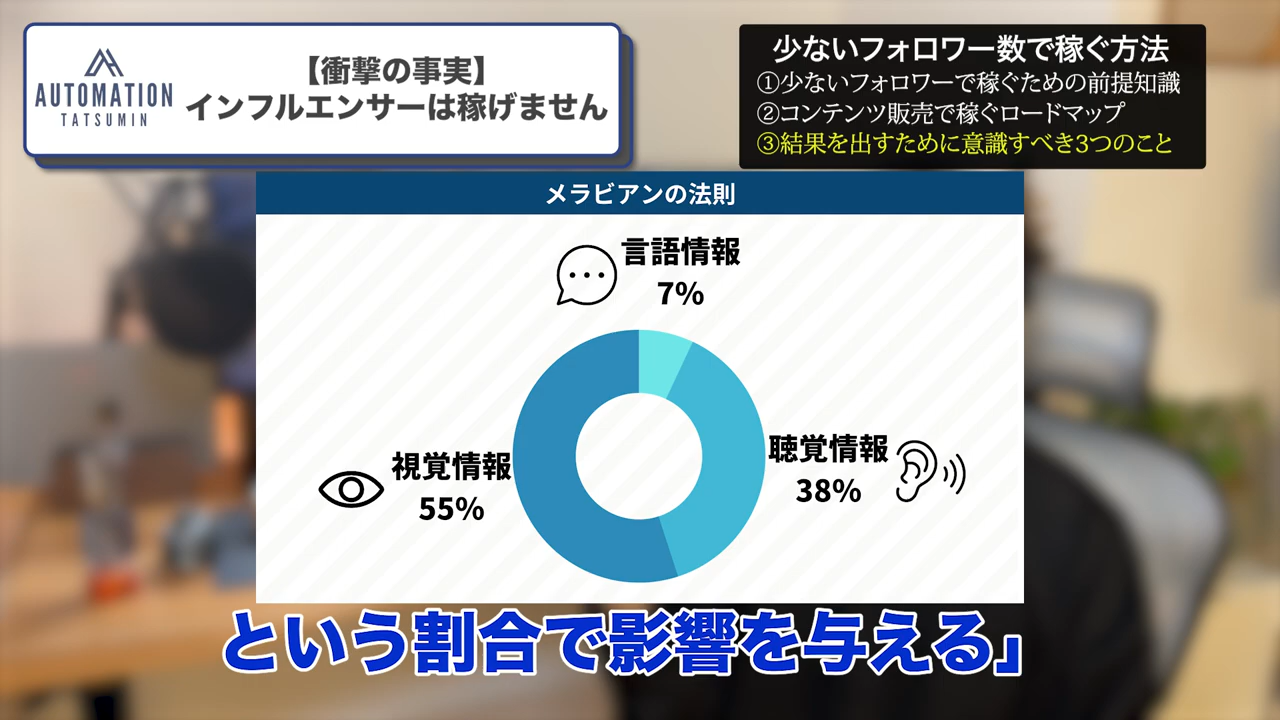 AUTOMATION
TATSUMIN
【衝撃の事実】
インフルエンサーは稼げません
少ないフォロワー数で稼ぐ方法
①少ないフォロワーで稼ぐための前提知識
②コンテンツ販売で稼ぐロードマップ
③結果を出すために意識すべき3つのこと
メラビアンの法則
言語情報
7%
聴覚情報
38%
視覚情報
55%
という割合で影響を与える」